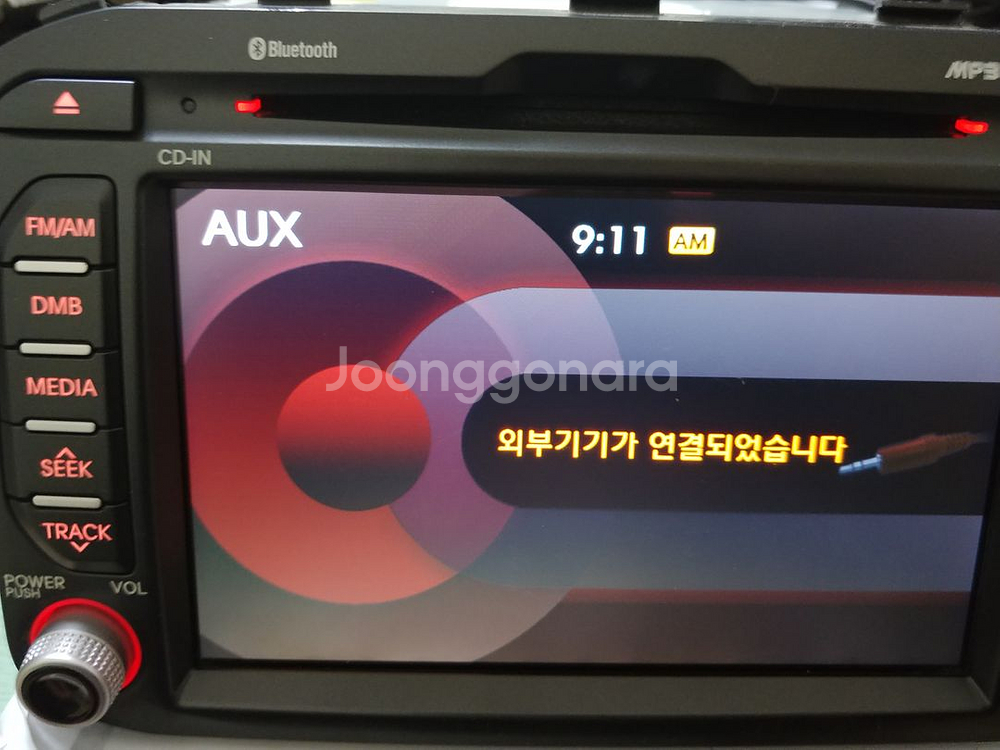 Bluetooth
MP3
CD-IN
FM/AM
DMB
MEDIA
SEEK
TRACK
POWER
PUSH
VOL
AUX
9:11 AM
Joonggonara
외부기기가 연결되었습니다